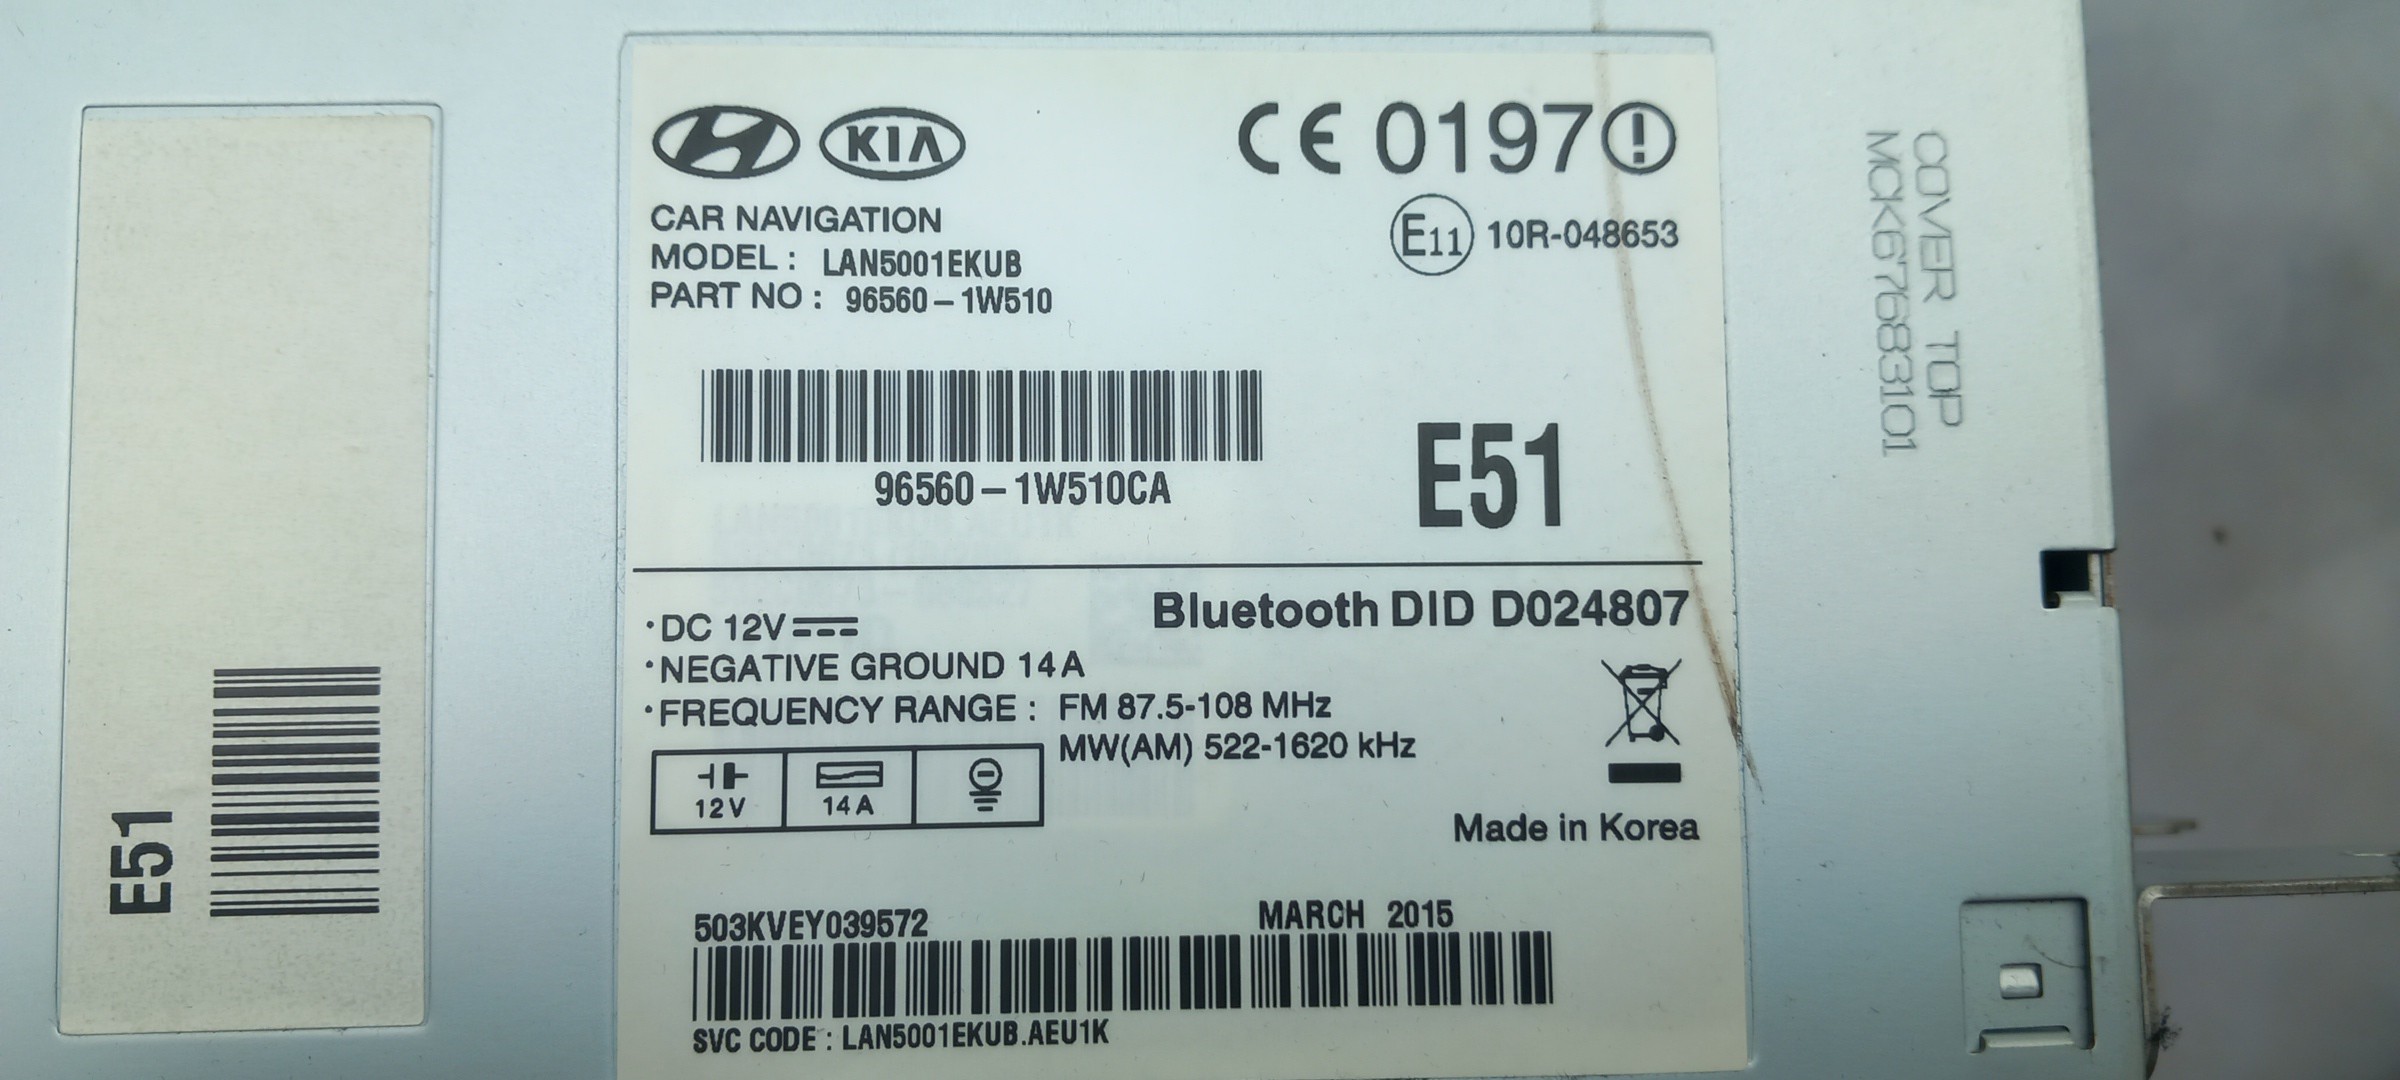 KIA
CE 0197
CAR NAVIGATION
MODEL : LAN5001EKUB
PART NO : 96560-1W510
E11 10R-048653
96560-1W510CA
E51
Bluetooth DID D024807
·DC 12V
·NEGATIVE GROUND 14A
·FREQUENCY RANGE : FM 87.5-108 MHz
MW(AM) 522-1620 kHz
12V
14A
Made in Korea
503KVEY039572
MARCH 2015
SVC CODE : LAN5001EKUB.AEU1K
E51
COVER TOP
MCK67683101